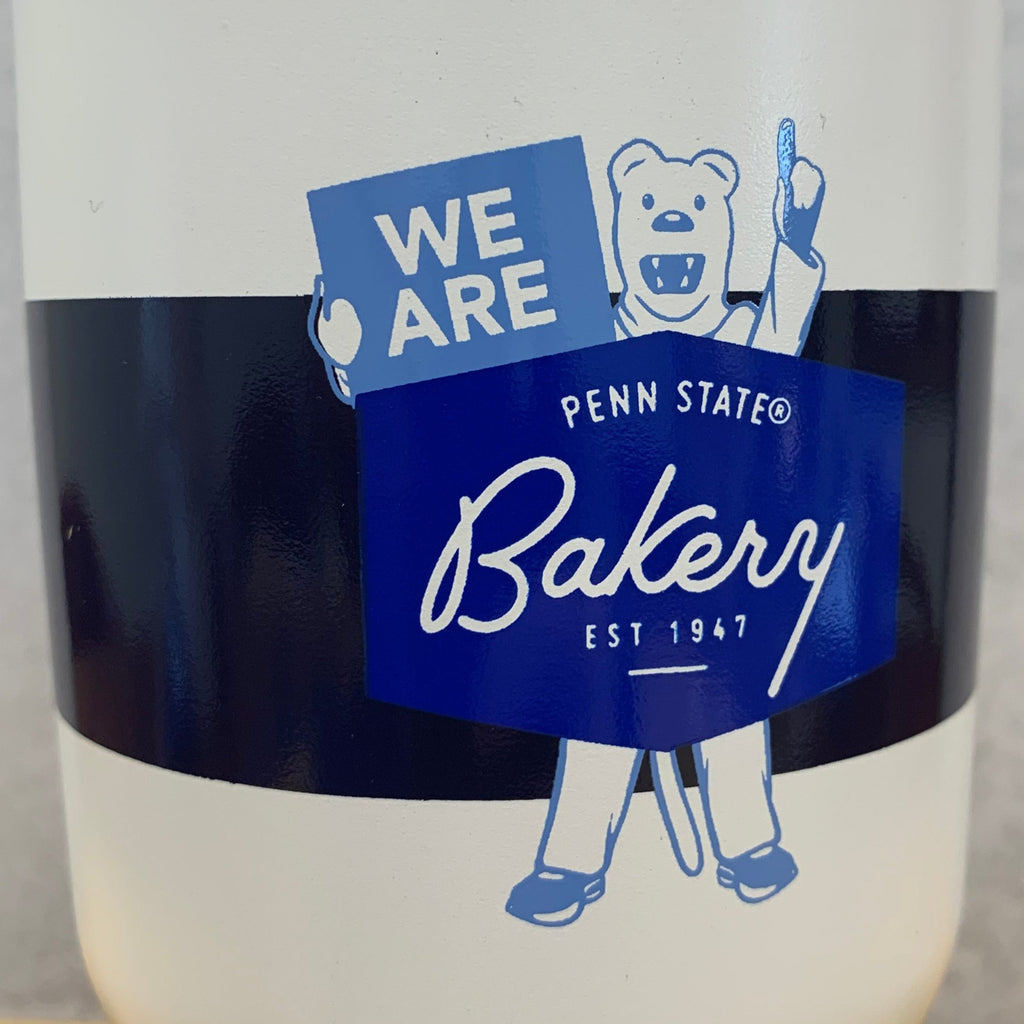 WE
ARE
PENN STATE®
Bakery
EST 1947